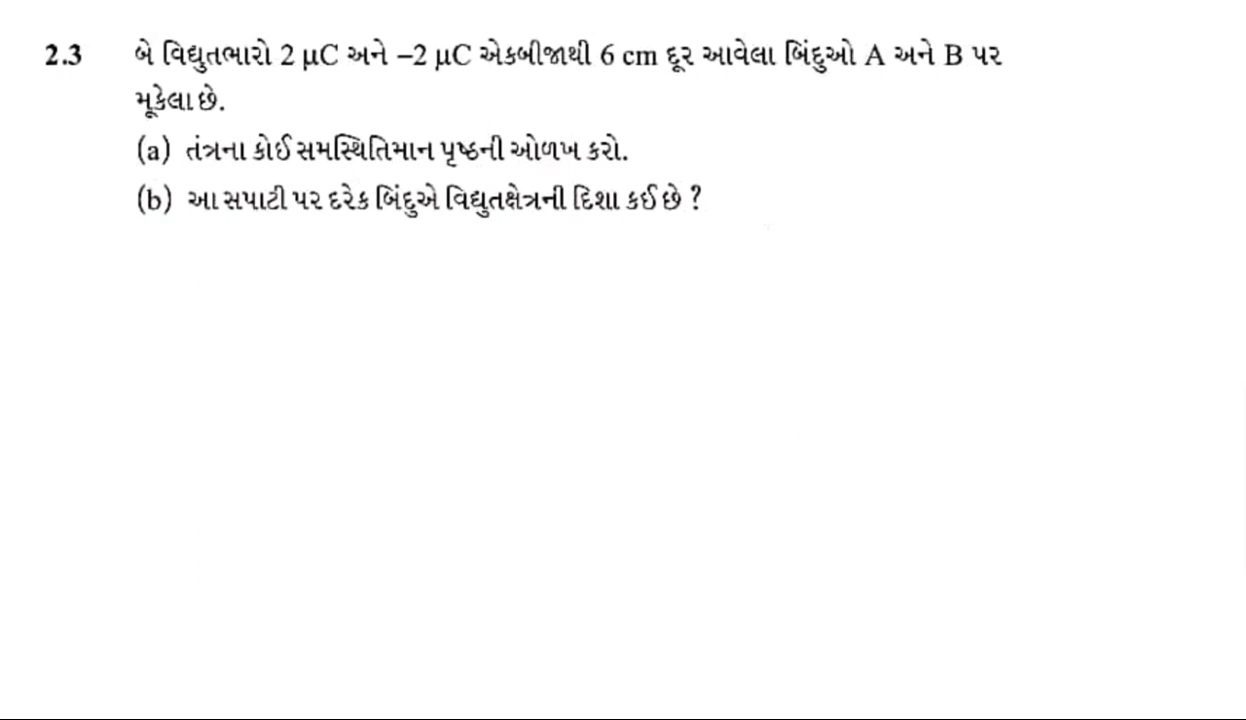 2.3 બે વિદ્યુતભારો 2 μC અને –2 μC એકબીજાથી 6 cm દૂર આવેલા બિંદુઓ A અને B પર
મૂકેલા છે.
(a) તંત્રના કોઈ સમસ્થિતિમાન પૃષ્ઠની ઓળખ કરો.
(b) આ સપાટી પર દરેક બિંદુએ વિદ્યુતક્ષેત્રની દિશા કઈ છે ?